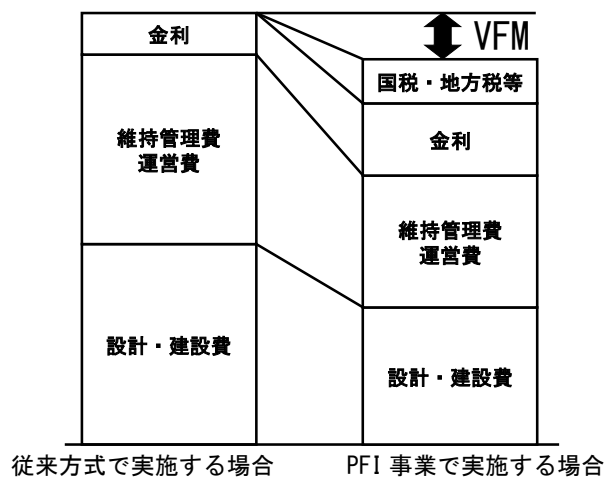 VFM
金利
国税・地方税等
維持管理費
運営費
金利
維持管理費
運営費
設計・建設費
設計・建設費
従来方式で実施する場合
PFI 事業で実施する場合